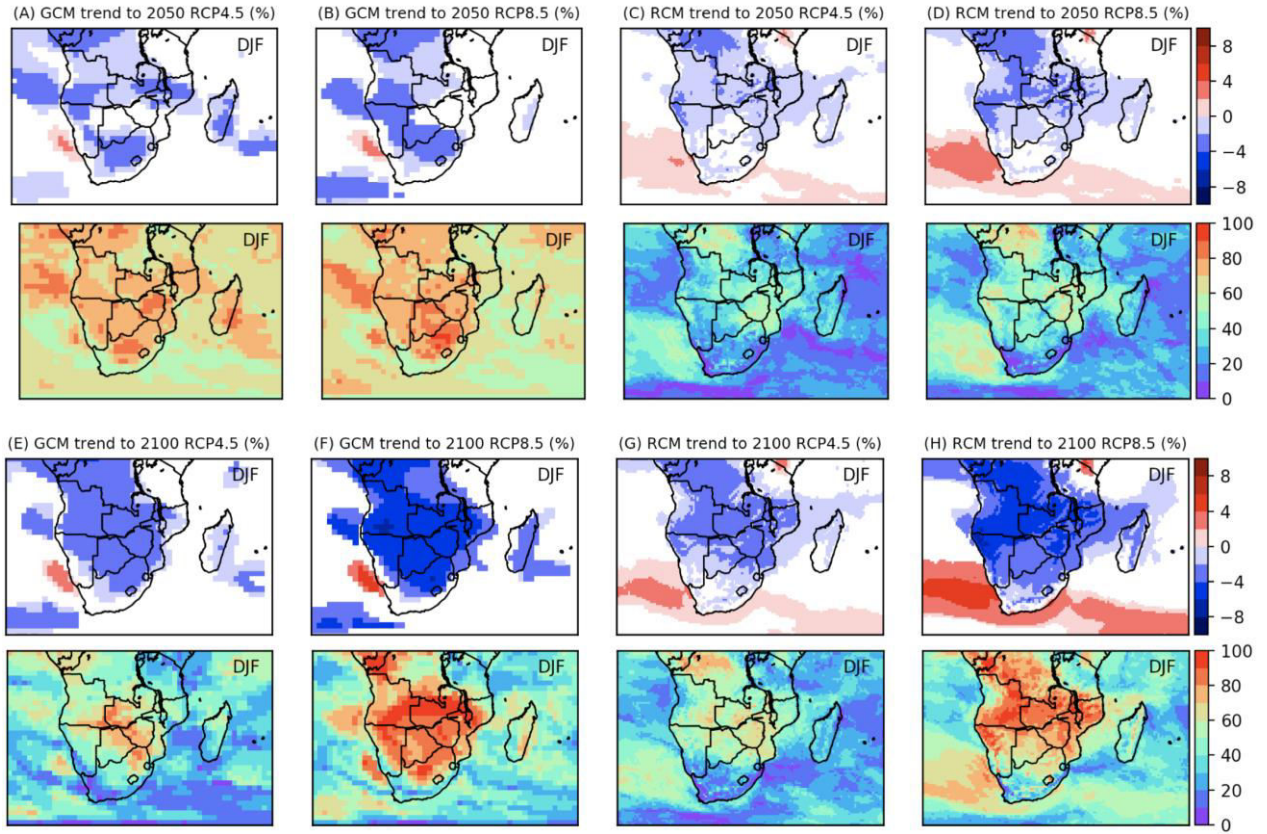 (A) GCM trend to 2050 RCP4.5 (%)
(B) GCM trend to 2050 RCP8.5 (%)
(C) RCM trend to 2050 RCP4.5 (%)
(D) RCM trend to 2050 RCP8.5 (%)
DJF
DJF
DJF
DJF
8
4
0
−4
−8
DJF
DJF
DJF
DJF
100
80
60
40
20
0
(E) GCM trend to 2100 RCP4.5 (%)
(F) GCM trend to 2100 RCP8.5 (%)
(G) RCM trend to 2100 RCP4.5 (%)
(H) RCM trend to 2100 RCP8.5 (%)
DJF
DJF
DJF
DJF
8
4
0
−4
−8
DJF
DJF
DJF
DJF
100
80
60
40
20
0